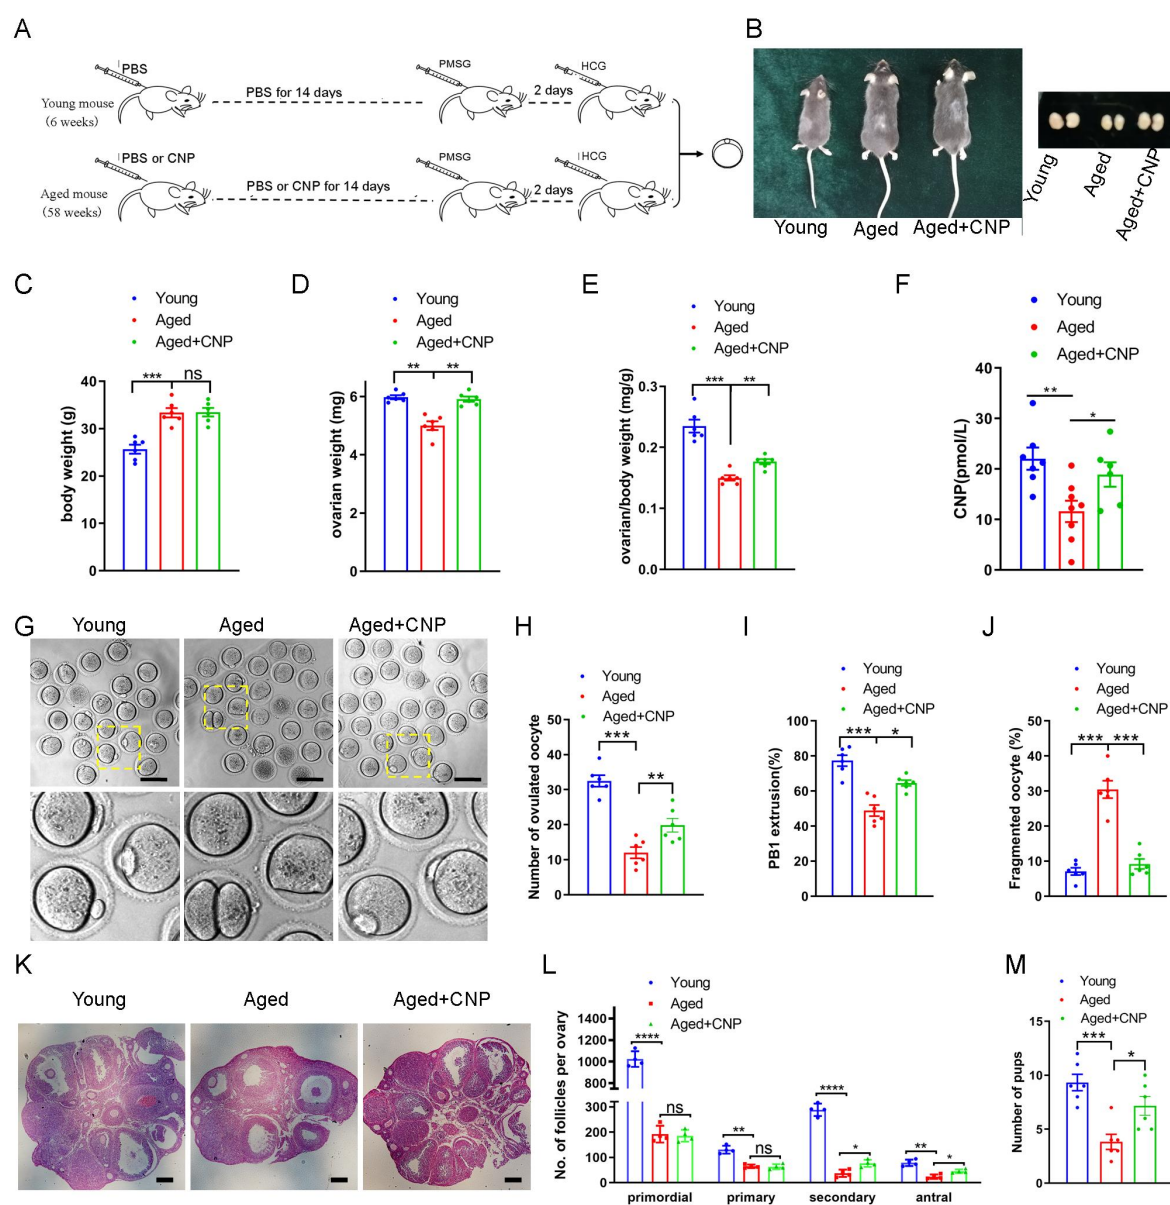 A
PBS
PBS for 14 days
PMSG
2 days
HCG
Young mouse
(6 weeks)
PBS or CNP
PBS or CNP for 14 days
PMSG
2 days
HCG
Aged mouse
(58 weeks)
B
Young
Aged
Aged+CNP
Young
Aged
Aged+CNP
C
Young
Aged
Aged+CNP
*** ns
body weight (g)
40
30
20
10
0
D
Young
Aged
Aged+CNP
** **
ovarian weight (mg)
6
4
2
0
E
Young
Aged
Aged+CNP
*** **
ovarian/body weight (mg/g)
0.3
0.2
0.1
0.0
F
Young
Aged
Aged+CNP
**
*
CNP(pmol/L)
40
30
20
10
0
G
Young
Aged
Aged+CNP
H
Young
Aged
Aged+CNP
***
**
Number of ovulated oocyte
50
40
30
20
10
0
I
Young
Aged
Aged+CNP
*** *
PB1 extrusion(%)
100
80
60
40
20
0
J
Young
Aged
Aged+CNP
*** ***
Fragmented oocyte (%)
50
40
30
20
10
0
K
Young
Aged
Aged+CNP
L
Young
Aged
Aged+CNP
No. of follicles per ovary
1400
1200
1000
800
300
200
100
0
****
ns
**
ns
****
*
**
*
primordial
primary
secondary
antral
M
Young
Aged
Aged+CNP
***
*
Number of pups
15
10
5
0